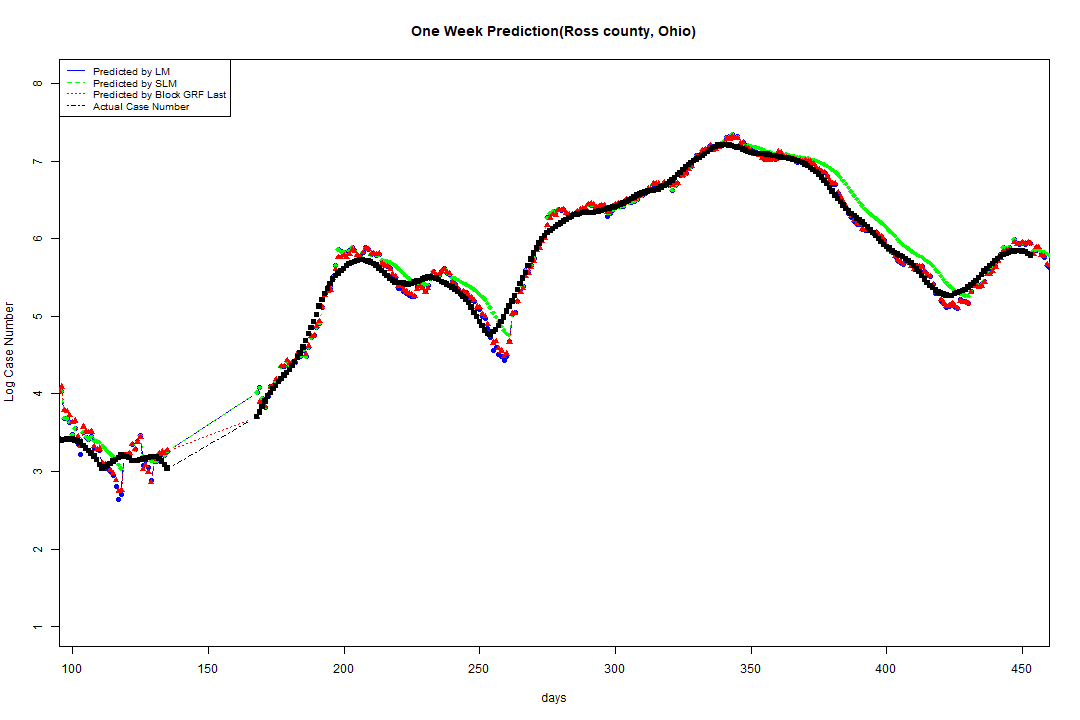 One Week Prediction(Ross county, Ohio)
Predicted by LM
Predicted by SLM
Predicted by Block GRF Last
Actual Case Number
8
7
6
5
4
3
2
1
Log Case Number
100 150 200 250 300 350 400 450
days